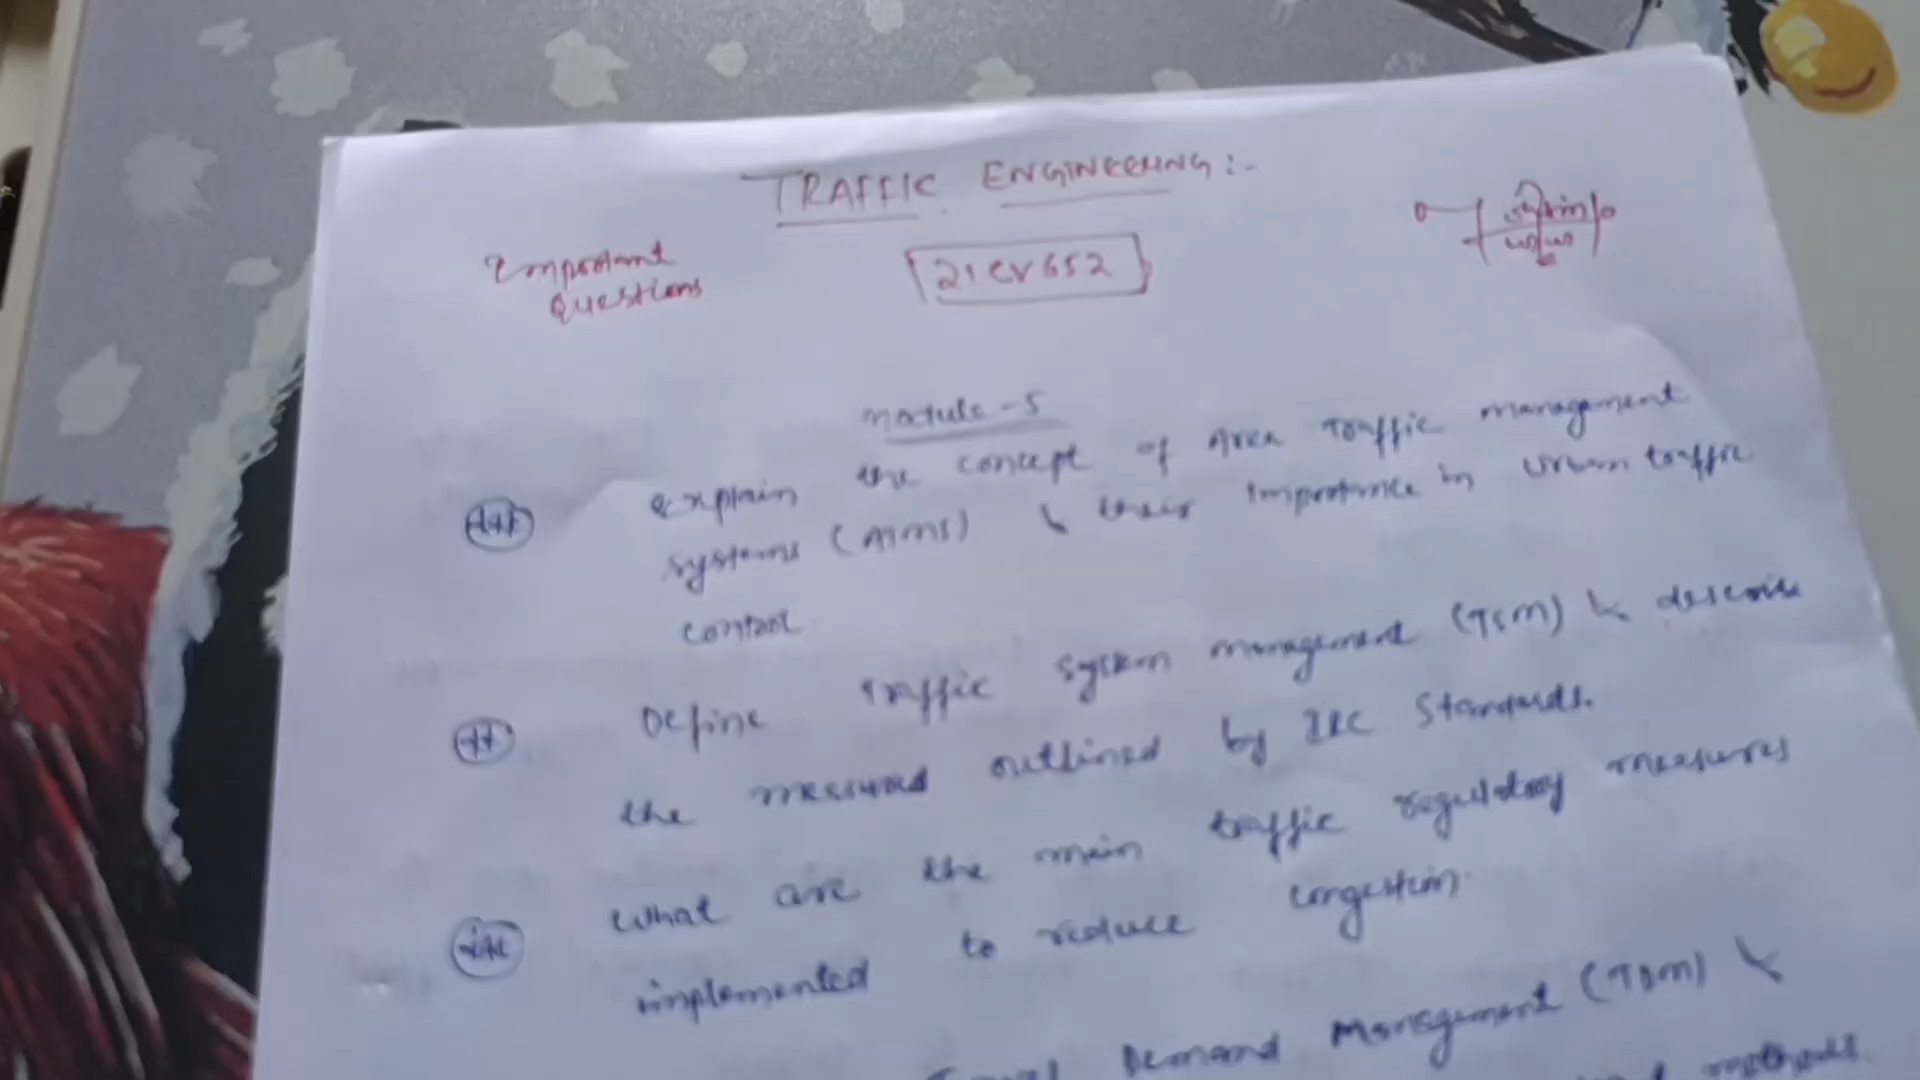 TRAFFIC ENGINEERING :-
Important
Questions
21CV652
Module - 5
Explain the concept of Area Traffic Management
Systems (ATMS) & their importance in urban traffic
control
Define Traffic System management (TSM) & describe
the measures outlined by IRC Standards.
What are the main traffic regulatory measures
implemented to reduce congestion.
Demand Management (TDM) &
methods